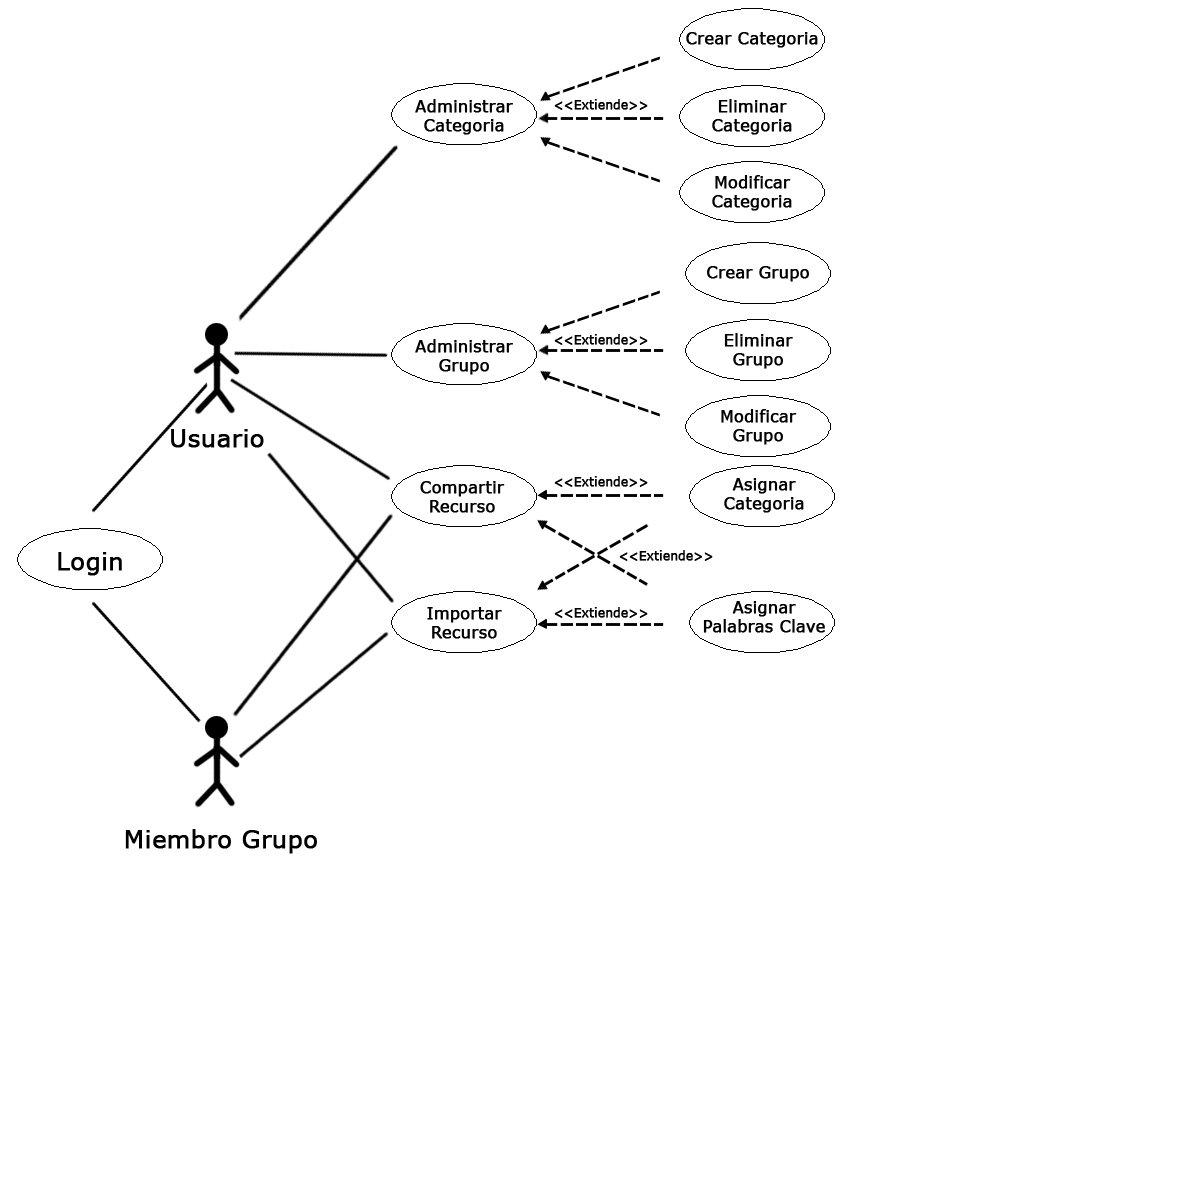 Crear Categoria
Administrar
Categoria
<<Extiende>>
Eliminar
Categoria
Modificar
Categoria
Crear Grupo
Administrar
Grupo
<<Extiende>>
Eliminar
Grupo
Modificar
Grupo
Usuario
Compartir
Recurso
<<Extiende>>
Asignar
Categoria
Login
<<Extiende>>
Importar
Recurso
<<Extiende>>
Asignar
Palabras Clave
Miembro Grupo